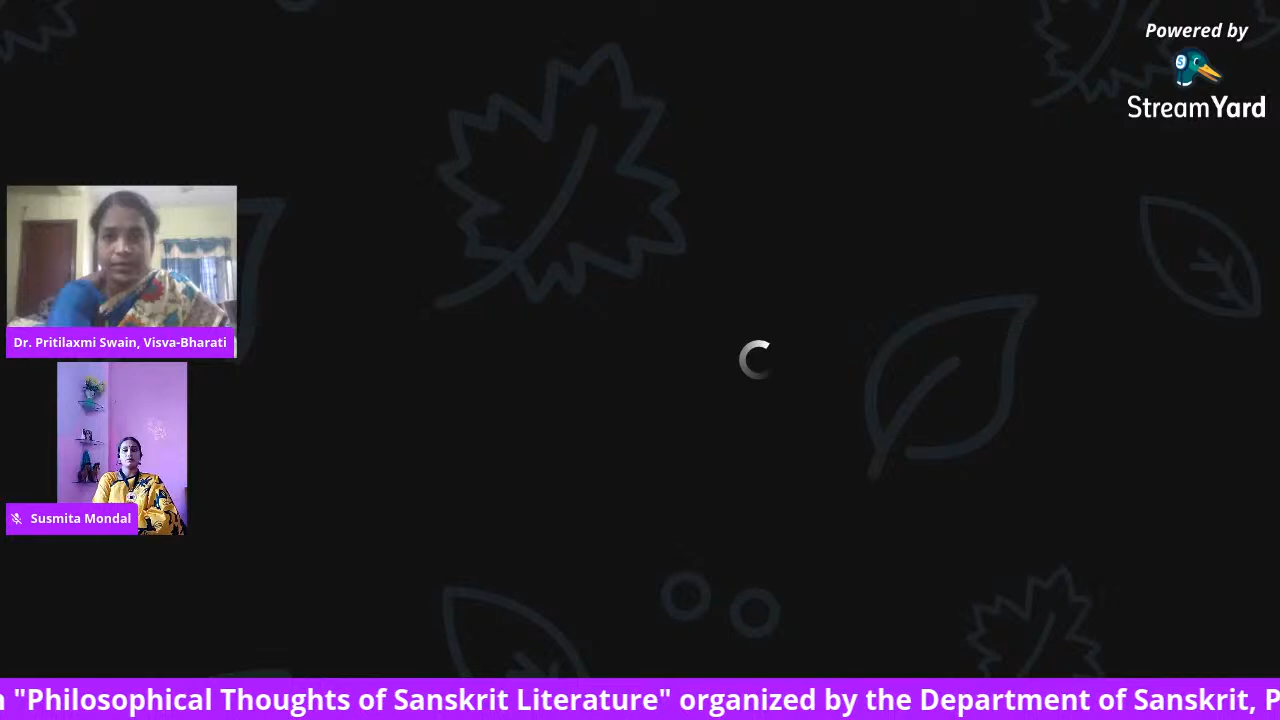 Powered by
StreamYard
Dr. Pritilaxmi Swain, Visva-Bharati
Susmita Mondal
"Philosophical Thoughts of Sanskrit Literature" organized by the Department of Sanskrit,